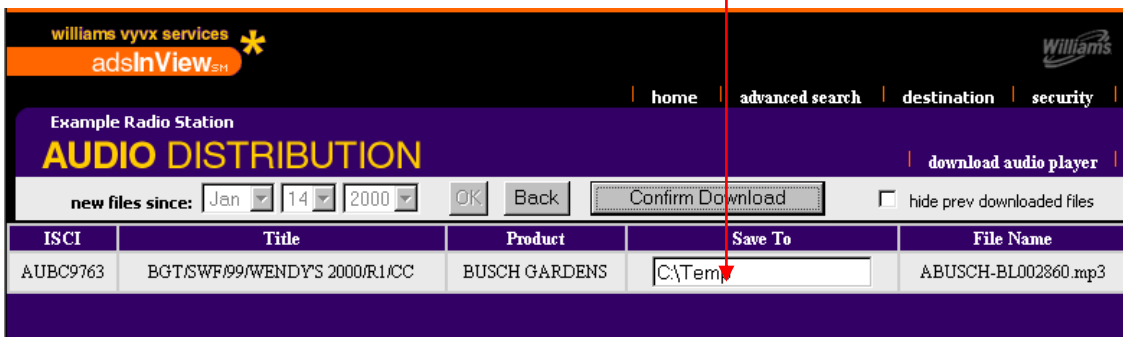 williams vyvx services
adsInView SM
Williams
home advanced search destination security
Example Radio Station
AUDIO DISTRIBUTION
download audio player
new files since: Jan 14 2000 OK Back Confirm Download hide prev downloaded files
ISCI Title Product Save To File Name
AUBC9763 BGT/SWF/99/WENDY'S 2000/R1/CC BUSCH GARDENS C:\Temp ABUSCH-BL002860.mp3